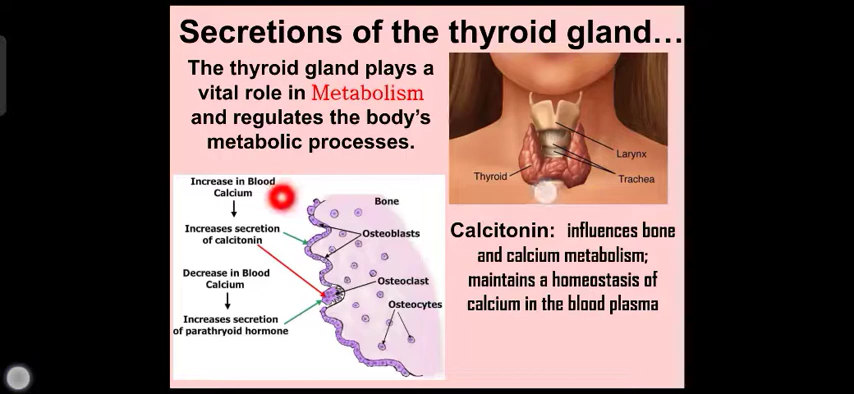 Secretions of the thyroid gland...
The thyroid gland plays a
vital role in Metabolism
and regulates the body's
metabolic processes.
Larynx
Thyroid
Trachea
Increase in Blood
Calcium
Increases secretion
of calcitonin
Decrease in Blood
Calcium
Increases secretion
of parathryoid hormone
Bone
Osteoblasts
Osteoclast
Osteocytes
Calcitonin: influences bone
and calcium metabolism;
maintains a homeostasis of
calcium in the blood plasma